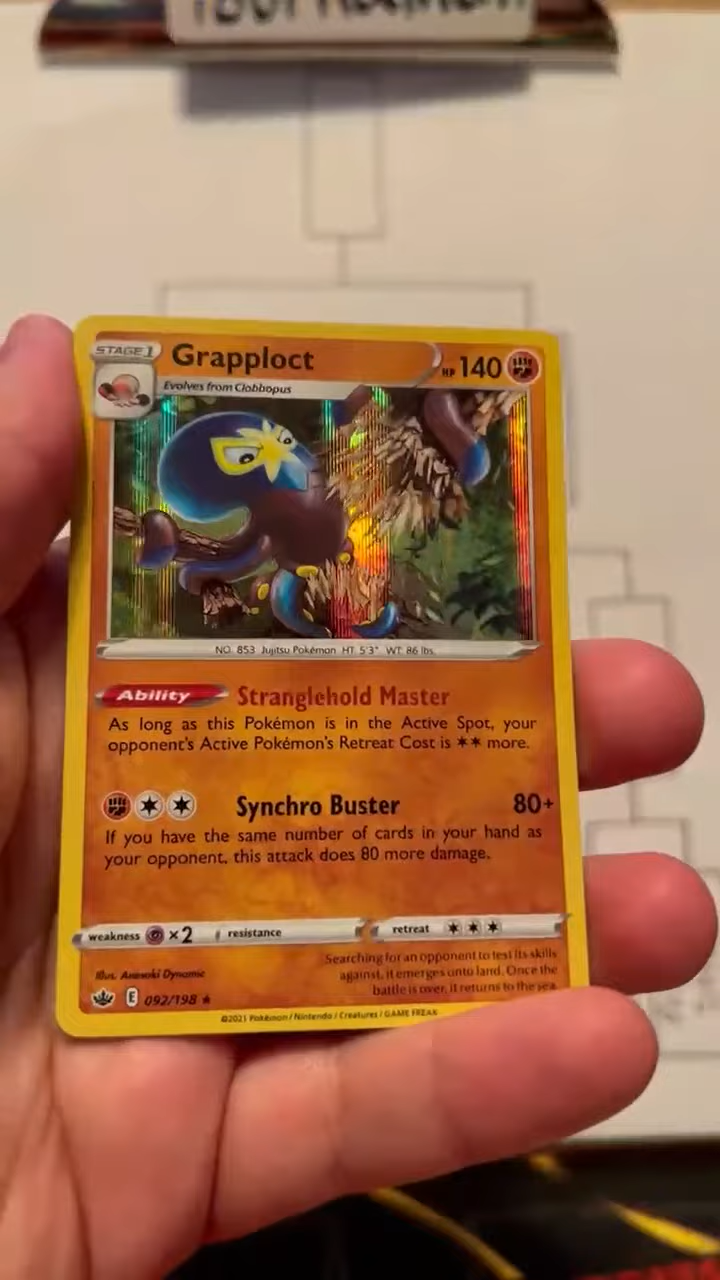 STAGE 1
Grapploct
HP 140
Evolves from Clobbopus
NO. 853 Jujitsu Pokémon HT: 5'3" WT: 86 lbs.
Ability Stranglehold Master
As long as this Pokémon is in the Active Spot, your
opponent's Active Pokémon's Retreat Cost is ✶✶ more.
Synchro Buster 80+
If you have the same number of cards in your hand as
your opponent, this attack does 80 more damage.
weakness ×2 resistance retreat
Searching for an opponent to test its skills
against, it emerges onto land. Once the
battle is over, it returns to the sea.
Illus. Anesaki Dynamic
E 092/198 ★
©2021 Pokémon / Nintendo / Creatures / GAME FREAK